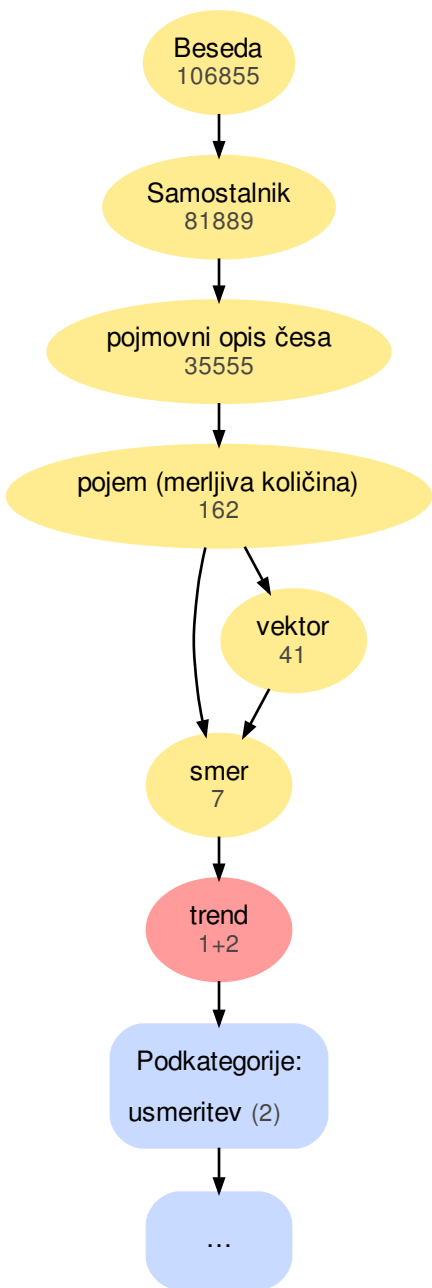 Beseda
106855
Samostalnik
81889
pojmovni opis česa
35555
pojem (merljiva količina)
162
vektor
41
smer
7
trend
1+2
Podkategorije:
usmeritev (2)
...